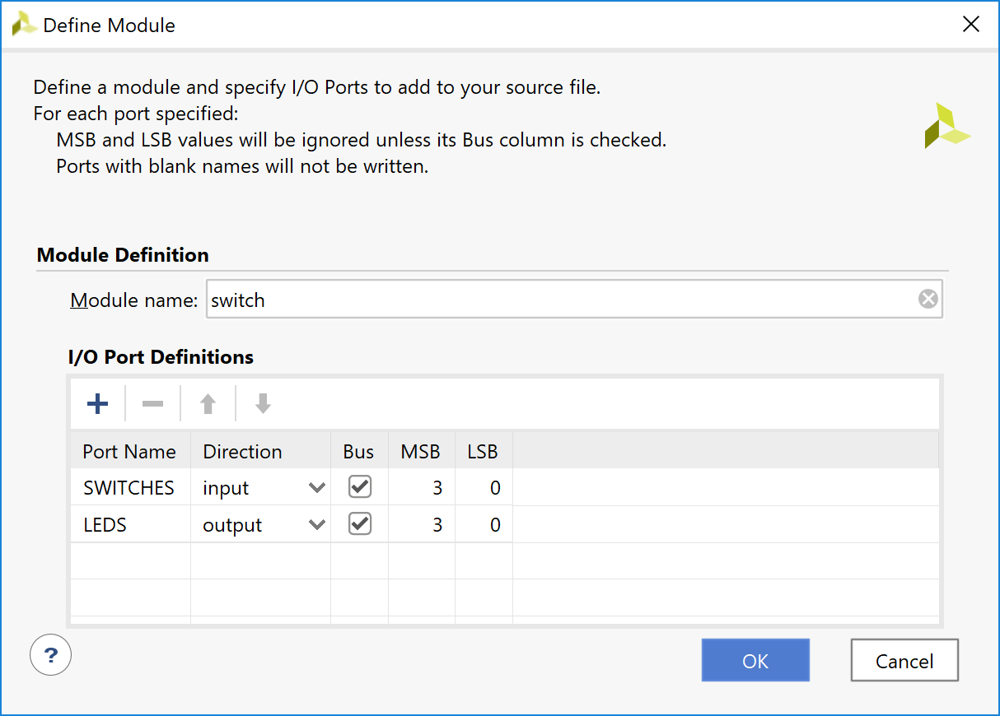 Define Module
Define a module and specify I/O Ports to add to your source file.
For each port specified:
MSB and LSB values will be ignored unless its Bus column is checked.
Ports with blank names will not be written.
Module Definition
Module name: switch
I/O Port Definitions
Port Name Direction Bus MSB LSB
SWITCHES input 3 0
LEDS output 3 0
? OK Cancel